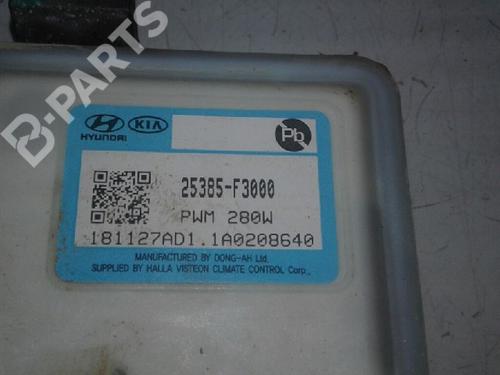 B-PARTS
HYUNDAI
KIA
Pb
25385-F3000
PWM 280W
181127AD1.1A0208640
MANUFACTURED BY DONG-AH Ltd.
SUPPLIED BY HALLA VISTEON CLIMATE CONTROL Corp.
B-PARTS